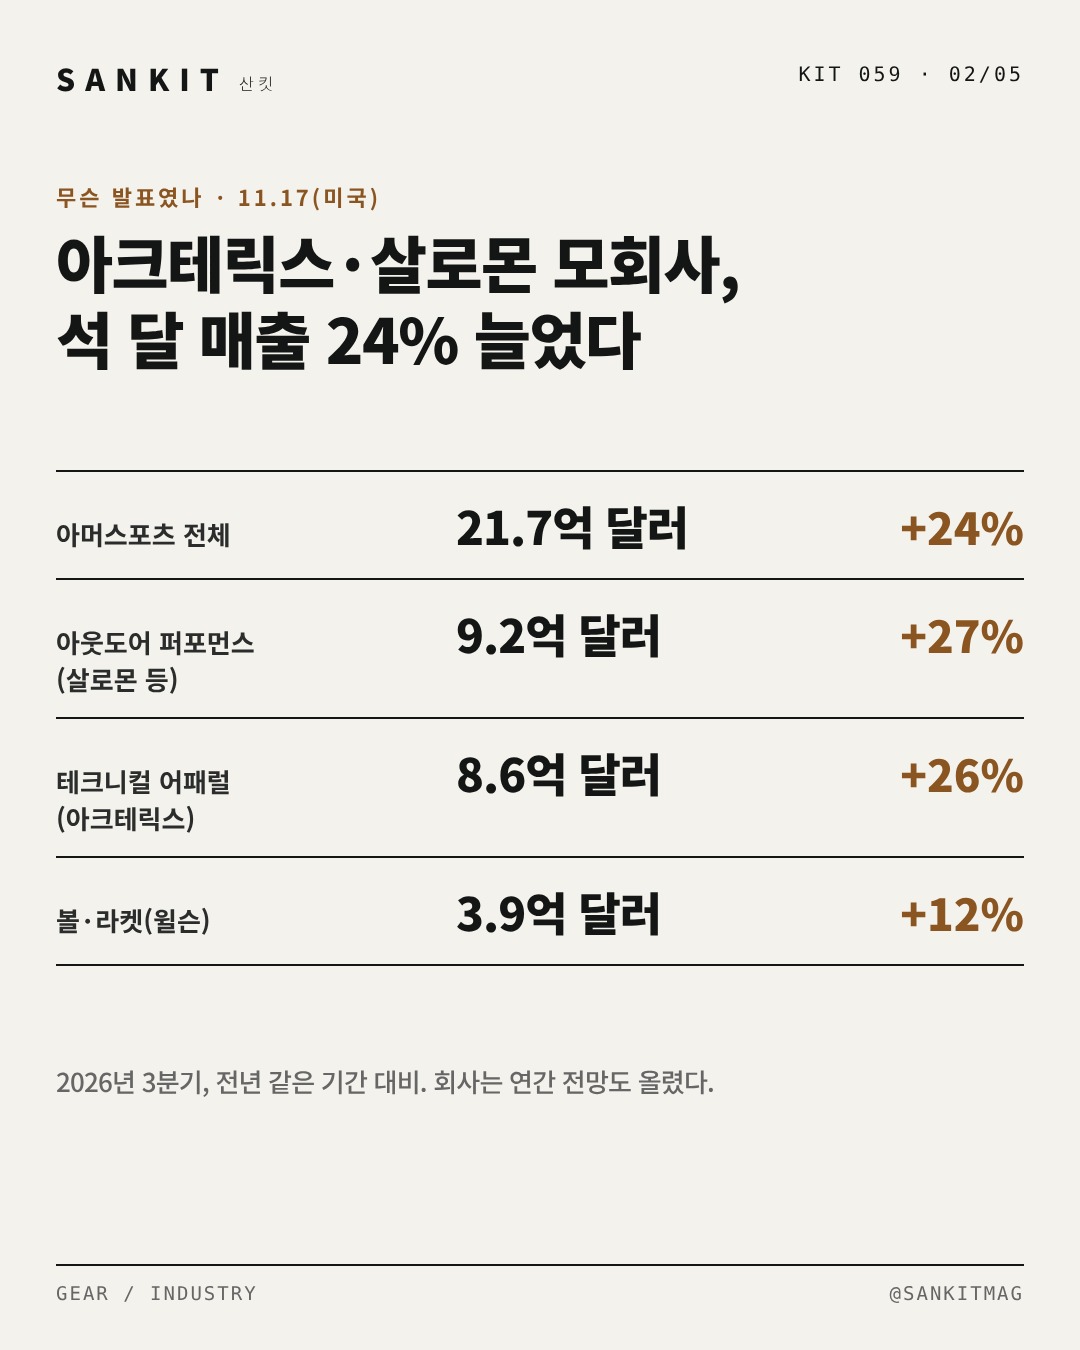 SANKIT 산킷
KIT 059 · 02/05
무슨 발표였나 · 11.17(미국)
아크테릭스·살로몬 모회사,
석 달 매출 24% 늘었다
아머스포츠 전체 21.7억 달러 +24%
아웃도어 퍼포먼스 9.2억 달러 +27%
(살로몬 등)
테크니컬 어패럴 8.6억 달러 +26%
(아크테릭스)
볼·라켓(윌슨) 3.9억 달러 +12%
2026년 3분기, 전년 같은 기간 대비. 회사는 연간 전망도 올렸다.
GEAR / INDUSTRY
@SANKITMAG